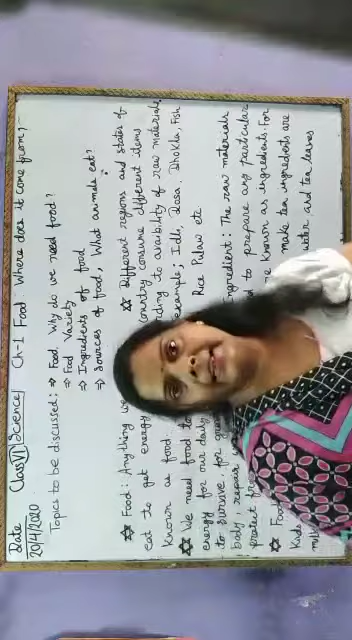 Date
20/4/2020
Class VI Science Ch-1 Food Where does it come from;-
Topics to be discussed: → Food Why do we need food?
→ Food Variety
→ Ingredients of food
→ Sources of food, What animals eat?
Food: Anything we
eat to get energy
known as food.
We need food to
energy for our daily
to survive, for
body, repair,
protect
Food
Kids
milk
Different regions and states of
country consume different items
according to avaibility of raw materials
example; Idli, Dosa Dhokla, Fish
Rice Pulaw etc
Ingredient: The raw materials
to prepare any particular
known as ingredients For
make tea ingredients are
water, and tea leaves